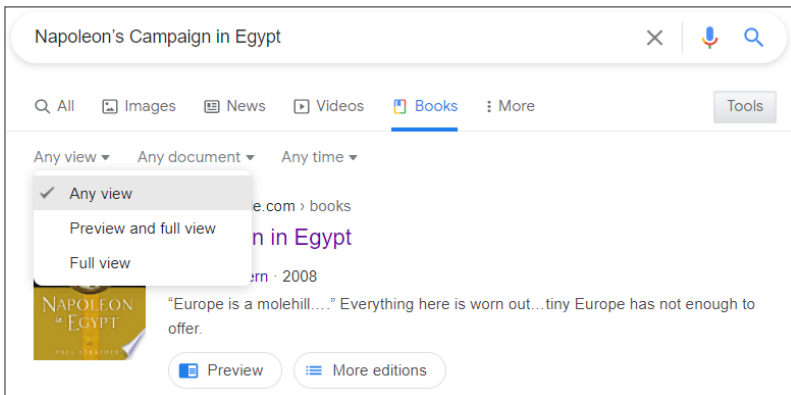 Napoleon’s Campaign in Egypt
All Images News Videos Books More Tools
Any view Any document Any time
Any view
Preview and full view
Full view
e.com › books
n in Egypt
ern · 2008
“Europe is a molehill….” Everything here is worn out…tiny Europe has not enough to
offer.
NAPOLEON
in EGYPT
Preview More editions